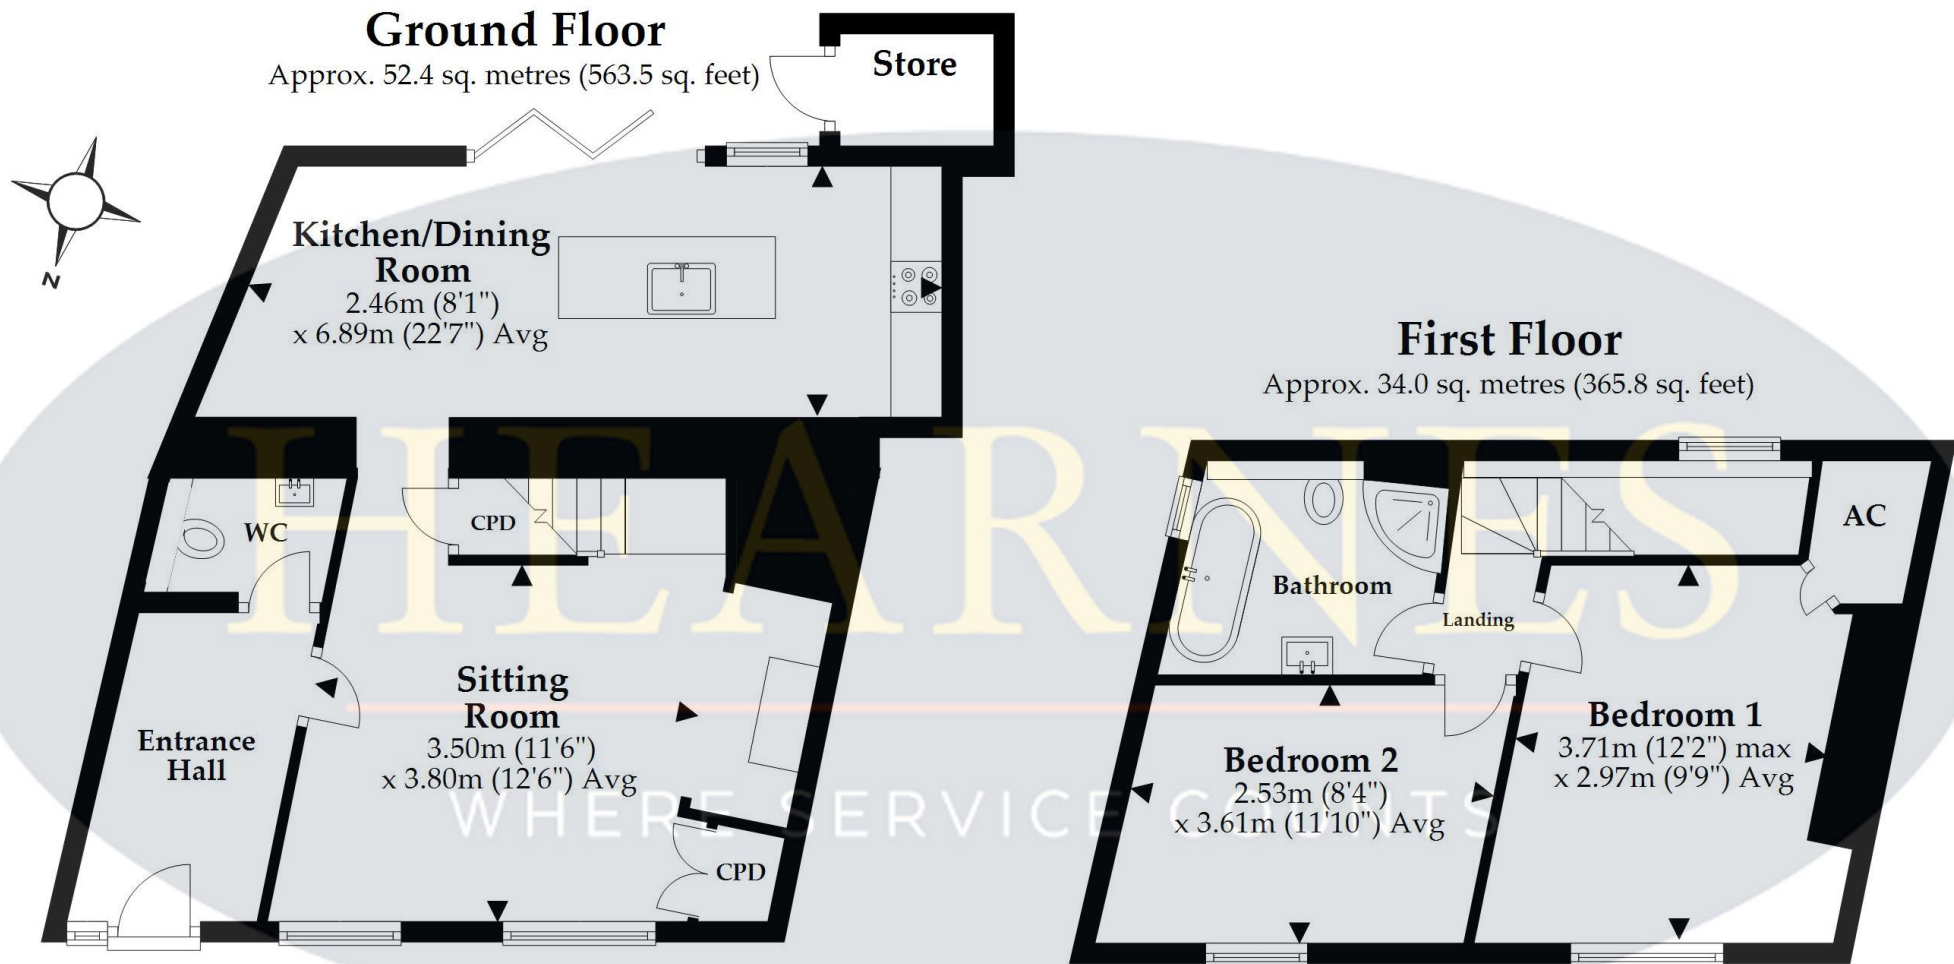 Ground Floor
Approx. 52.4 sq. metres (563.5 sq. feet)
Store
N
Kitchen/Dining
Room
2.46m (8'1")
x 6.89m (22'7") Avg
WC
CPD
Sitting
Room
3.50m (11'6")
x 3.80m (12'6") Avg
Entrance
Hall
CPD
First Floor
Approx. 34.0 sq. metres (365.8 sq. feet)
AC
Bathroom
Landing
Bedroom 1
3.71m (12'2") max
x 2.97m (9'9") Avg
Bedroom 2
2.53m (8'4")
x 3.61m (11'10") Avg
HEARNES
WHERE SERVICE COUNTS